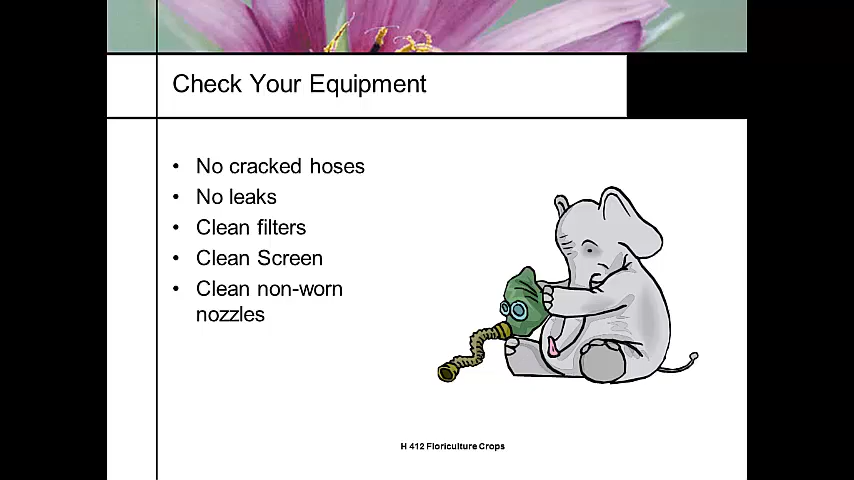 Check Your Equipment
• No cracked hoses
• No leaks
• Clean filters
• Clean Screen
• Clean non-worn
nozzles
H 412 Floriculture Crops